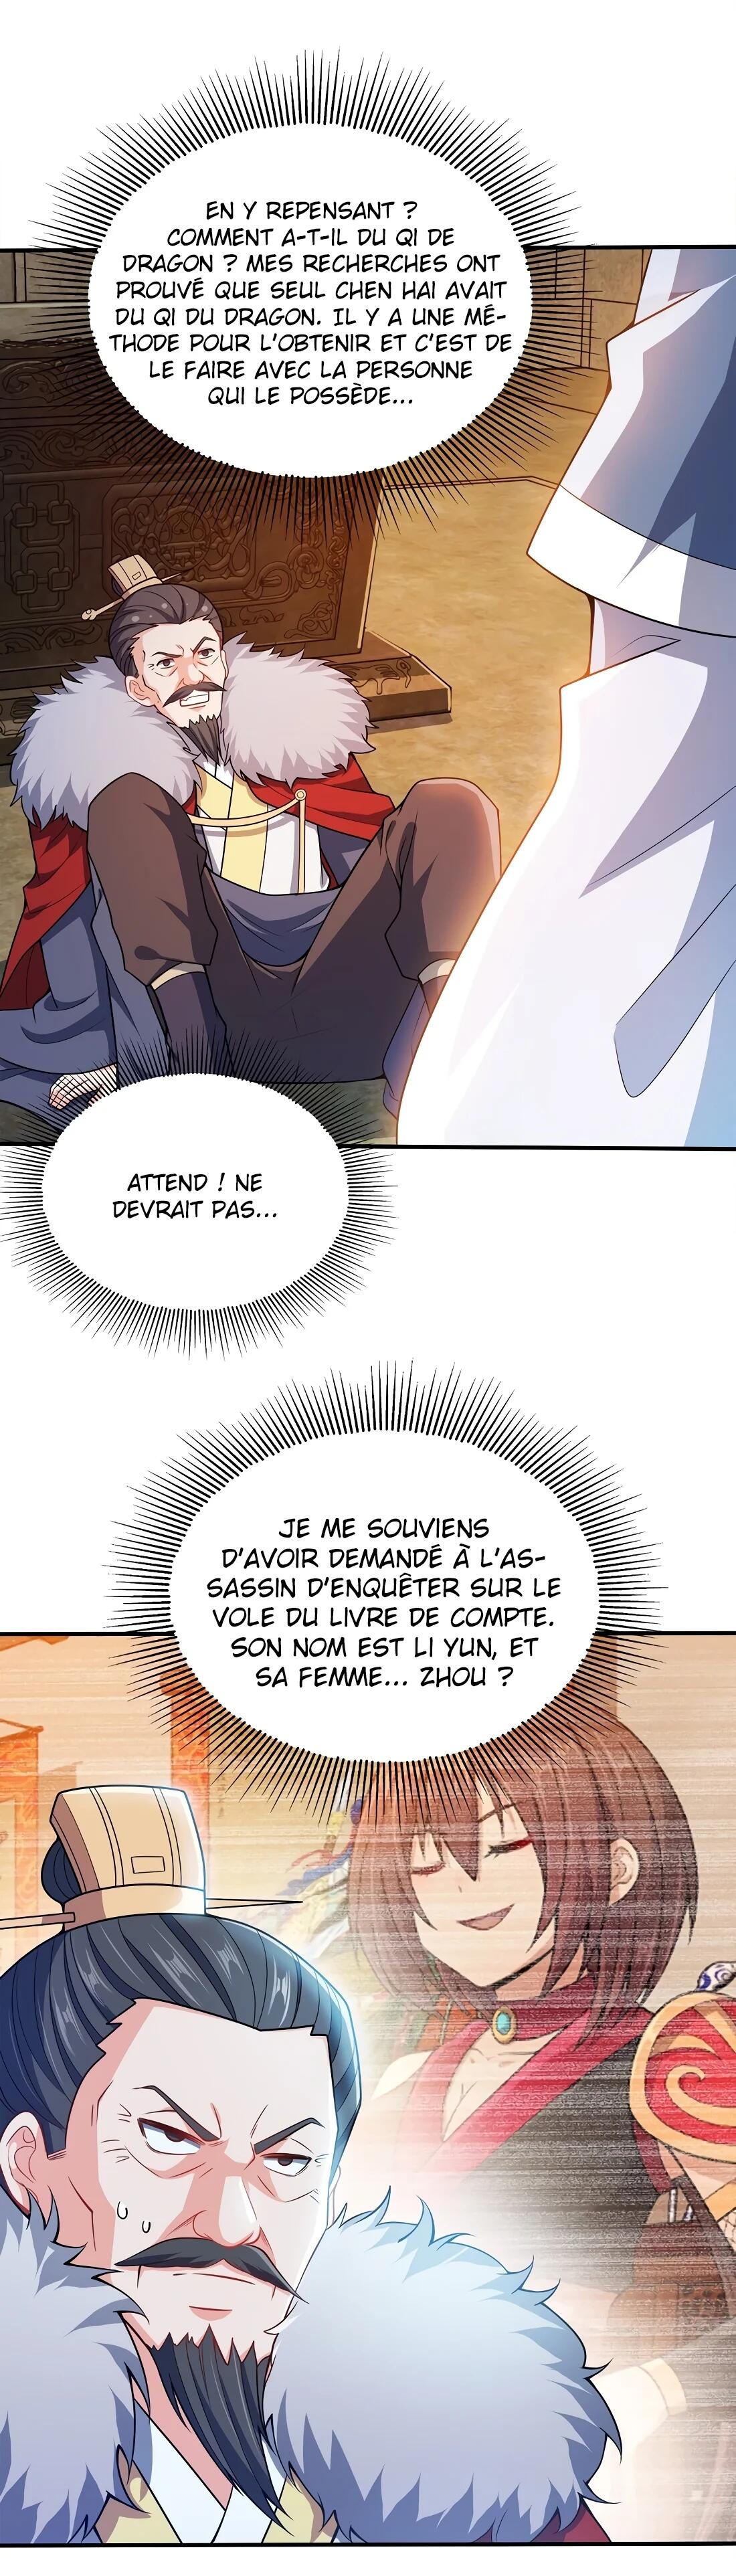 EN Y REPENSANT ?
COMMENT A-T-IL DU QI DE
DRAGON ? MES RECHERCHES ONT
PROUVÉ QUE SEUL CHEN HAI AVAIT
DU QI DU DRAGON. IL Y A UNE MÉ-
THODE POUR L'OBTENIR ET C'EST DE
LE FAIRE AVEC LA PERSONNE
QUI LE POSSÈDE...
ATTEND ! NE
DEVRAIT PAS...
JE ME SOUVIENS
D'AVOIR DEMANDÉ À L'AS-
SASSIN D'ENQUÊTER SUR LE
VOLE DU LIVRE DE COMPTE.
SON NOM EST LI YUN, ET
SA FEMME... ZHOU ?